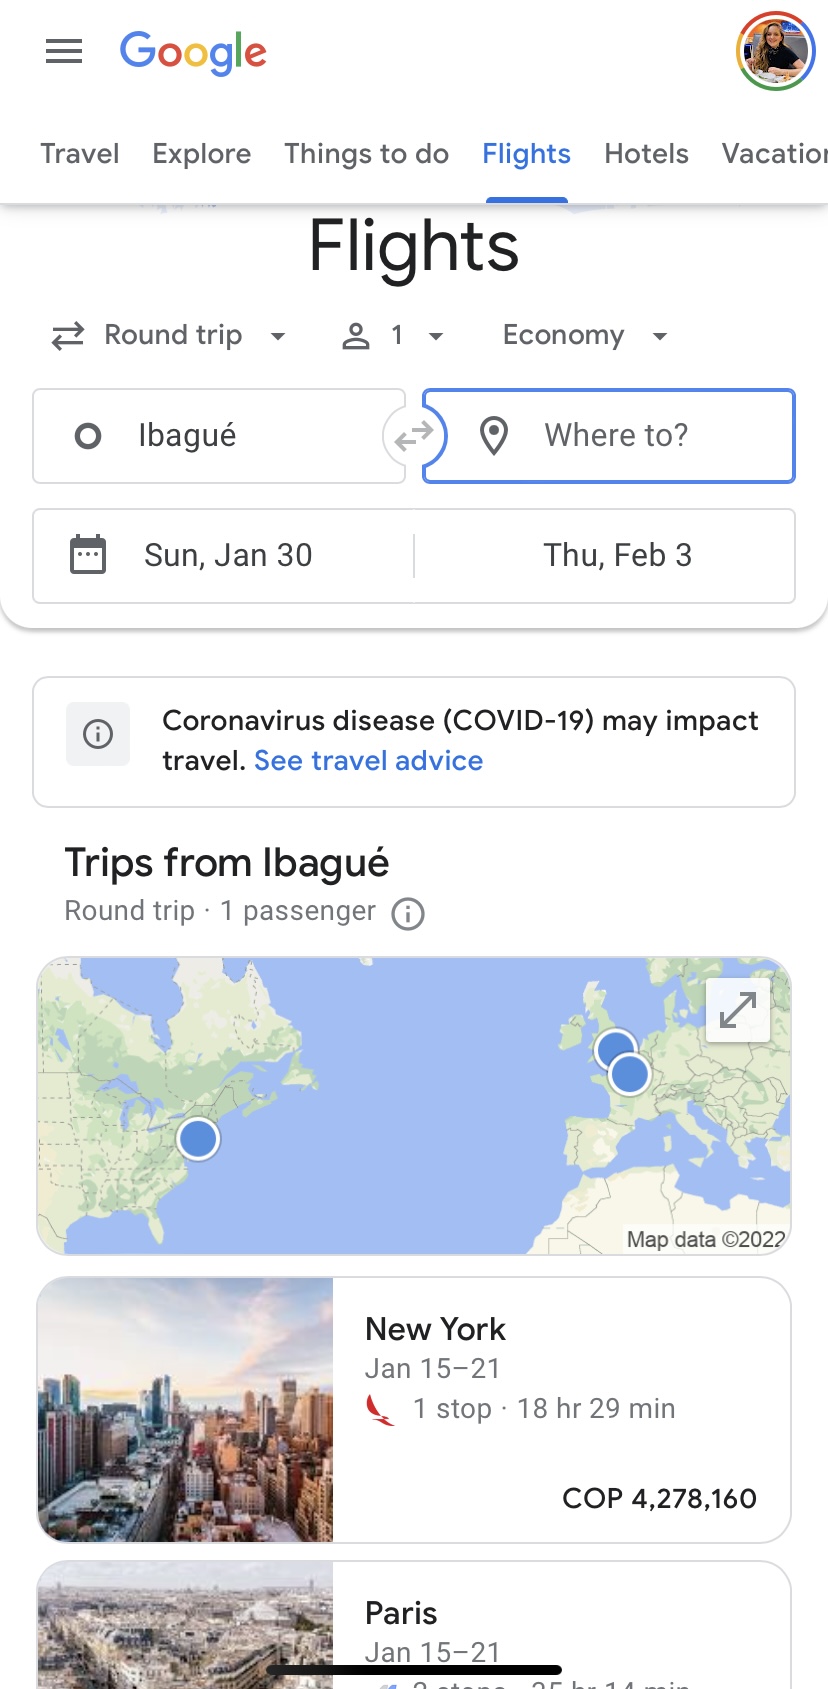 Google
Travel Explore Things to do Flights Hotels
Flights
Round trip 1 Economy
Ibagué Where to?
Sun, Jan 30 Thu, Feb 3
Coronavirus disease (COVID-19) may impact
travel. See travel advice
Trips from Ibagué
Round trip · 1 passenger
Map data ©2022
New York
Jan 15–21
1 stop · 18 hr 29 min
COP 4,278,160
Paris
Jan 15–21